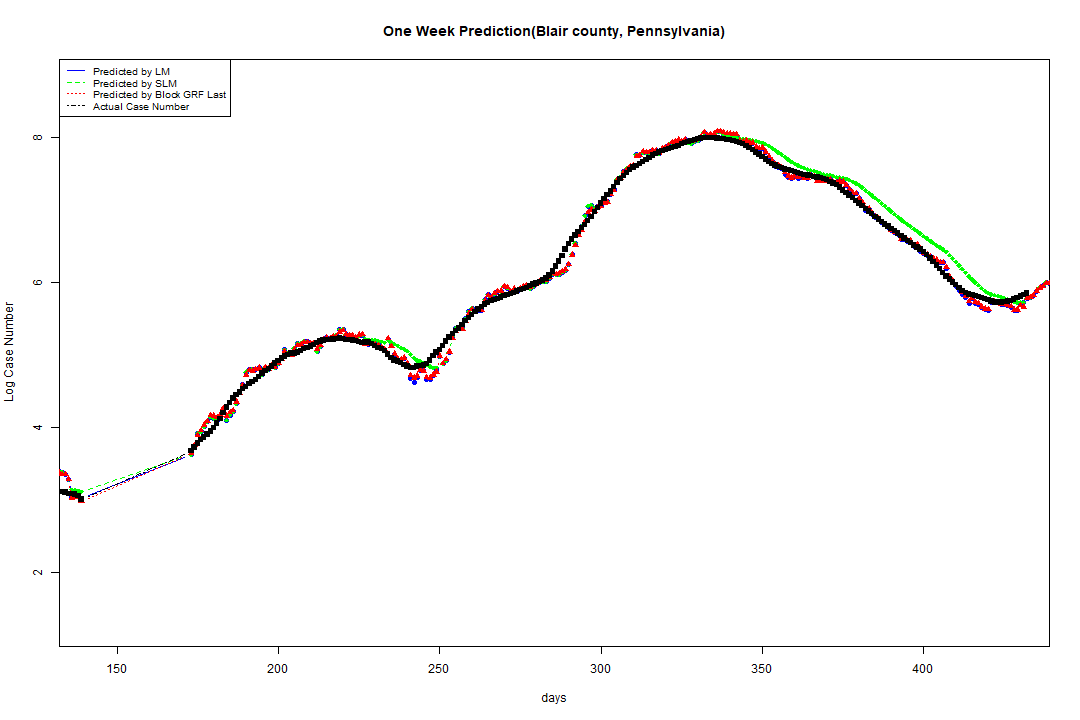 One Week Prediction(Blair county, Pennsylvania)
Predicted by LM
Predicted by SLM
Predicted by Block GRF Last
Actual Case Number
8
6
4
2
Log Case Number
150 200 250 300 350 400
days